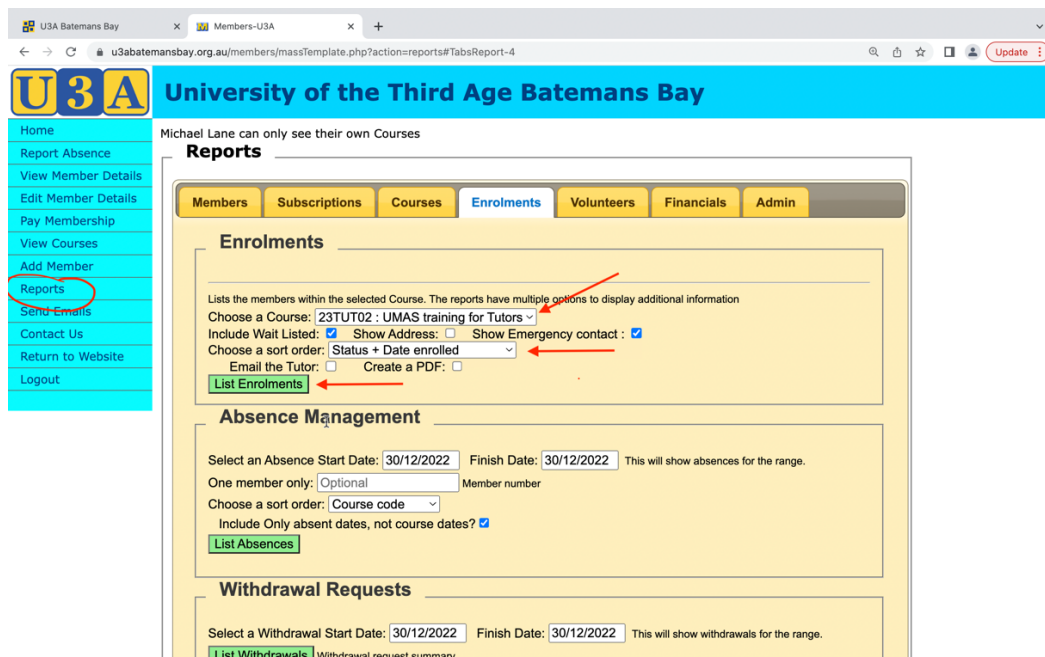 U3A Batemans Bay
Members-U3A
u3abatemansbay.org.au/members/massTemplate.php?action=reports#TabsReport-4
Update
U3A University of the Third Age Batemans Bay
Home
Report Absence
View Member Details
Edit Member Details
Pay Membership
View Courses
Add Member
Reports
Send Emails
Contact Us
Return to Website
Logout
Michael Lane can only see their own Courses
Reports
Members Subscriptions Courses Enrolments Volunteers Financials Admin
Enrolments
Lists the members within the selected Course. The reports have multiple options to display additional information
Choose a Course: 23TUT02 : UMAS training for Tutors
Include Wait Listed: Show Address: Show Emergency contact :
Choose a sort order: Status + Date enrolled
Email the Tutor: Create a PDF:
List Enrolments
Absence Management
Select an Absence Start Date: 30/12/2022 Finish Date: 30/12/2022 This will show absences for the range.
One member only: Optional Member number
Choose a sort order: Course code
Include Only absent dates, not course dates?
List Absences
Withdrawal Requests
Select a Withdrawal Start Date: 30/12/2022 Finish Date: 30/12/2022 This will show withdrawals for the range.
List Withdrawals Withdrawal request summary